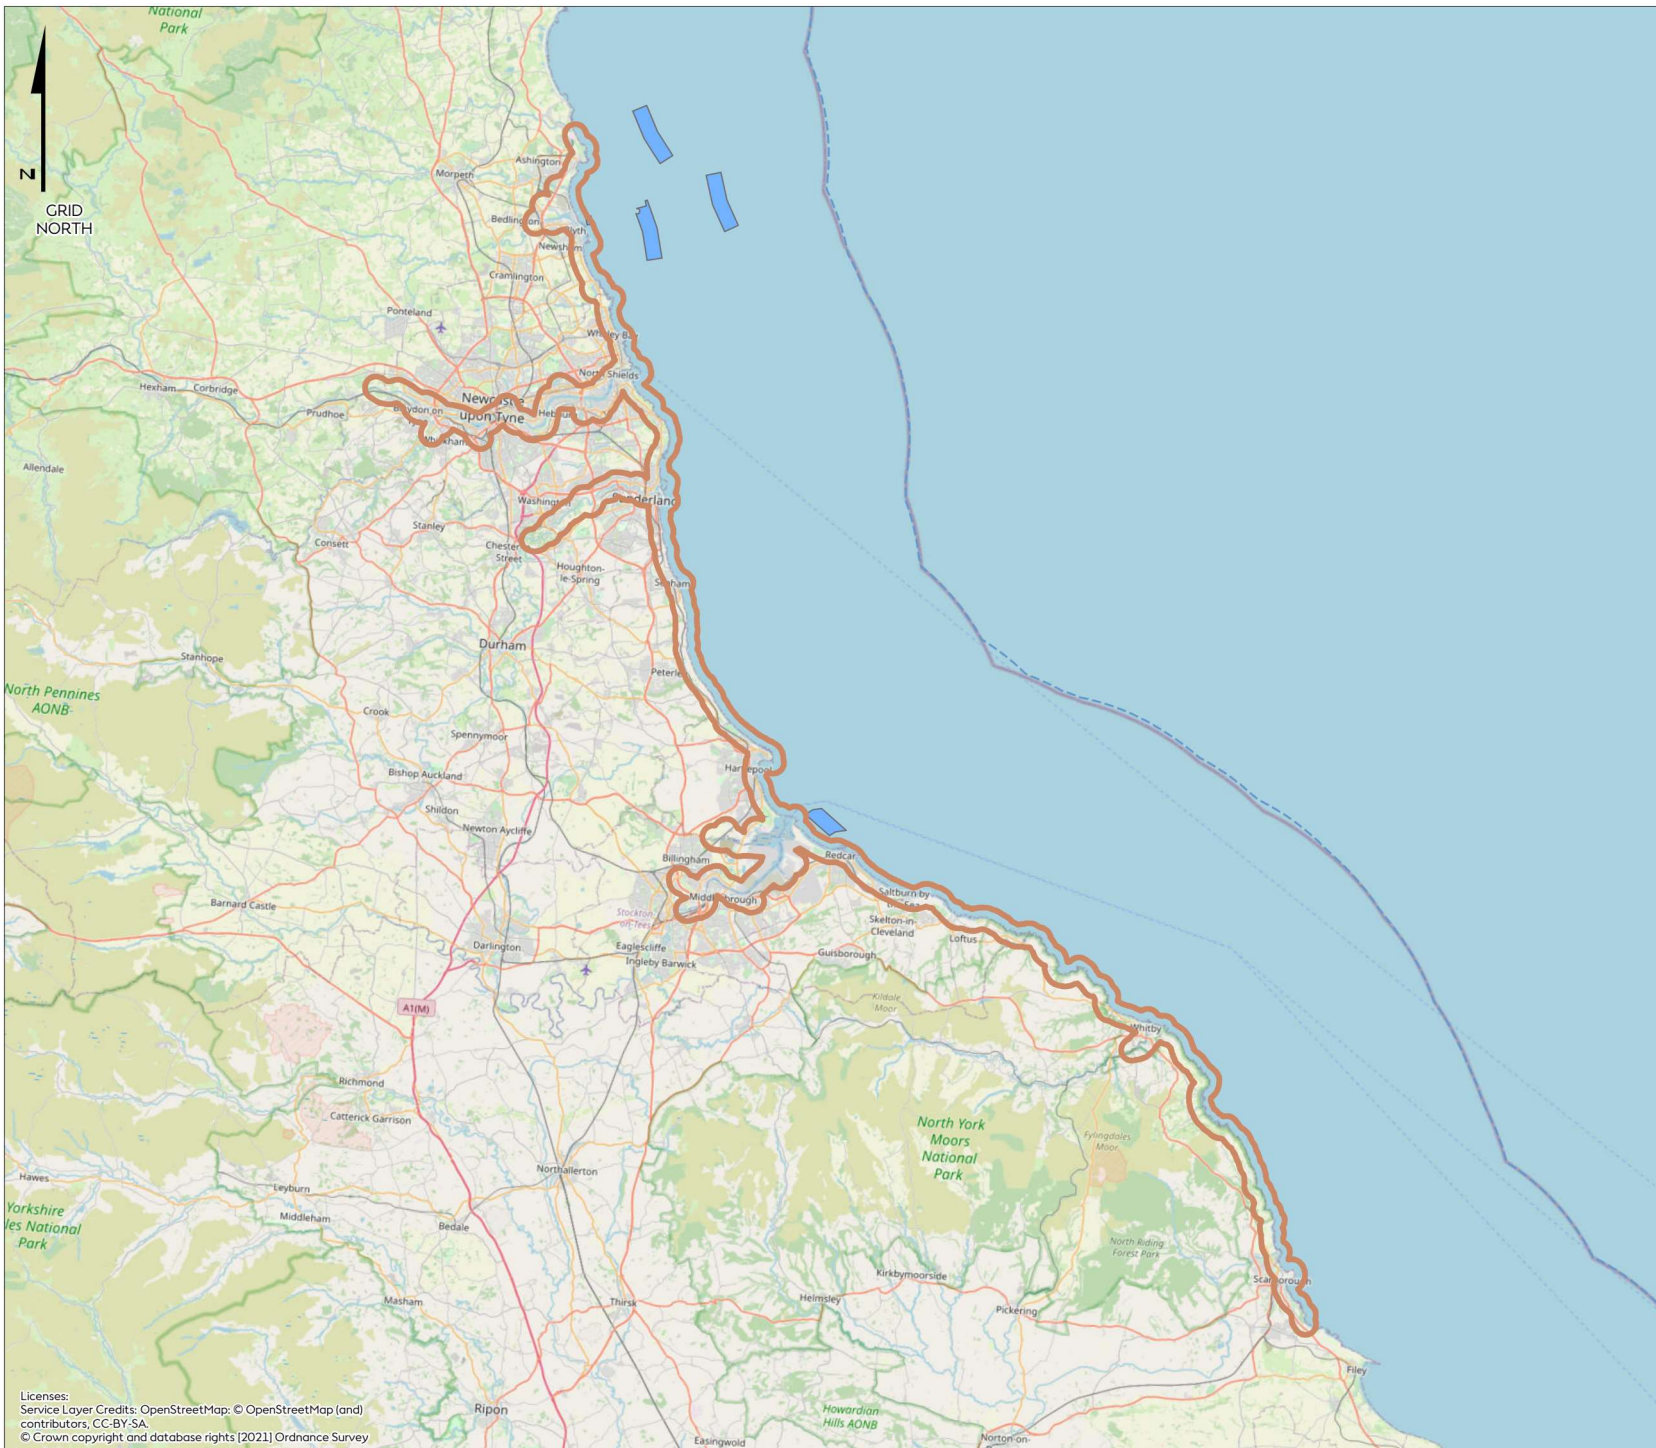 National
Park
N
GRID
NORTH
Ashington
Morpeth
Bedlington
Newsham
Cramlington
Ponteland
Whitley Bay
North Shields
Hexham
Corbridge
Prudhoe
Newcastle
upon Tyne
Whickham
Allendale
Washington
Sunderland
Stanley
Consett
Chester
Street
Houghton-
le-Spring
Seaham
Durham
Stanhope
Peterlee
North Pennines
AONB
Crook
Spennymoor
Bishop Auckland
Hartlepool
Shildon
Newton Aycliffe
Billingham
Redcar
Middlesbrough
Saltburn by
the Sea
Barnard Castle
Stockton-
on-Tees
Skelton-in-
Cleveland
Loftus
Darlington
Eaglescliffe
Ingleby Barwick
Guisborough
Kildale
Moor
A1(M)
Whitby
Richmond
Catterick Garrison
North York
Moors
National
Park
Fylingdales
Moor
Northallerton
Hawes
Leyburn
Yorkshire
les National
Park
Middleham
Bedale
North Riding
Forest Park
Kirkbymoorside
Scarborough
Masham
Thirsk
Helmsley
Pickering
Filey
Licenses:
Service Layer Credits: OpenStreetMap: © OpenStreetMap (and)
contributors, CC-BY-SA.
© Crown copyright and database rights [2021] Ordnance Survey
Ripon
Howardian
Hills AONB
Easingwold
Norton-on-